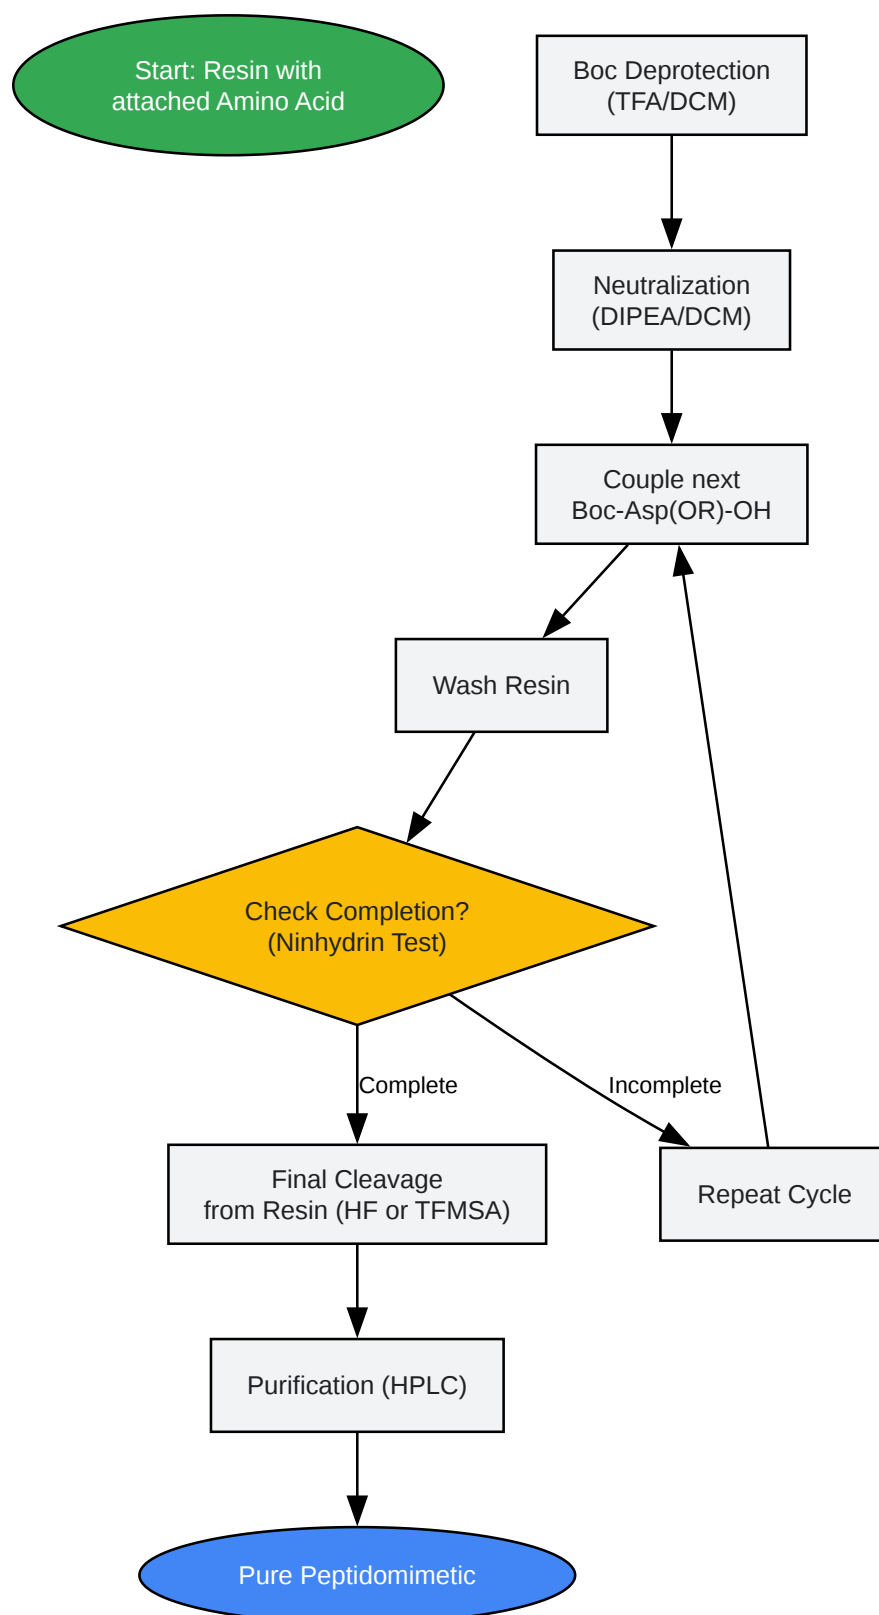 Start: Resin with
attached Amino Acid
Boc Deprotection
(TFA/DCM)
Neutralization
(DIPEA/DCM)
Couple next
Boc-Asp(OR)-OH
Wash Resin
Check Completion?
(Ninhydrin Test)
Complete
Incomplete
Final Cleavage
from Resin (HF or TFMSA)
Repeat Cycle
Purification (HPLC)
Pure Peptidomimetic